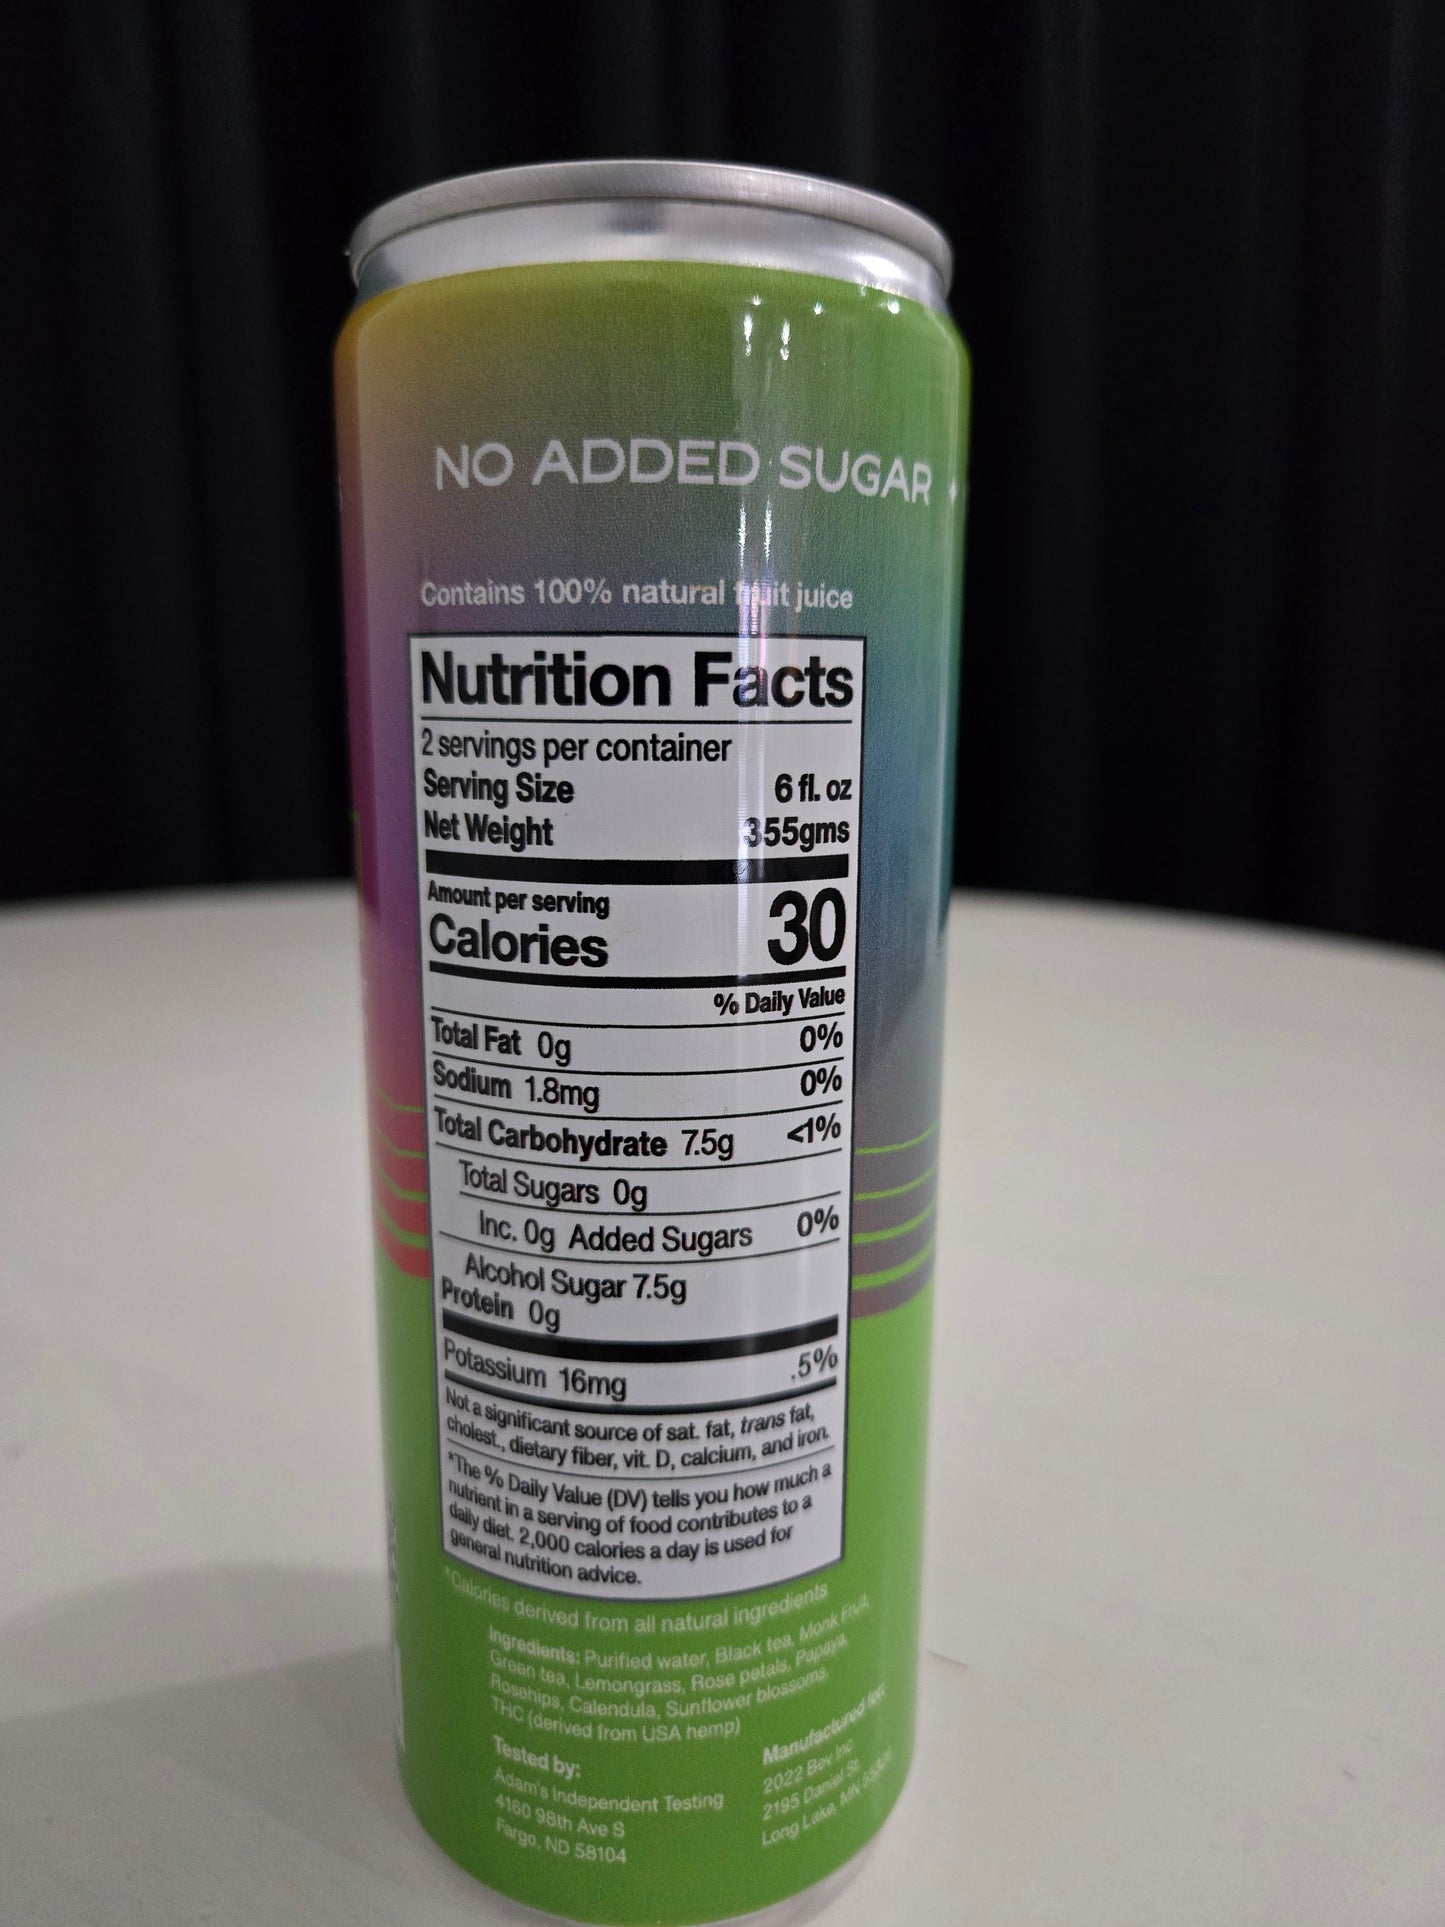 NO ADDED SUGAR
Contains 100% natural fruit juice
Nutrition Facts
2 servings per container
Serving Size 6 fl. oz
Net Weight 355gms
Amount per serving
Calories 30
% Daily Value
Total Fat 0g 0%
Sodium 1.8mg 0%
Total Carbohydrate 7.5g <1%
Total Sugars 0g
Inc. 0g Added Sugars 0%
Alcohol Sugar 7.5g
Protein 0g
Potassium 16mg .5%
Not a significant source of sat. fat, trans fat,
cholest., dietary fiber, vit. D, calcium, and iron.
*The % Daily Value (DV) tells you how much a
nutrient in a serving of food contributes to a
daily diet. 2,000 calories a day is used for
general nutrition advice.
*Calories derived from all natural ingredients
Ingredients: Purified water, Black tea, Monk Fruit,
Green tea, Lemongrass, Rose petals, Papaya,
Rosehips, Calendula, Sunflower blossoms,
THC (derived from USA hemp)
Tested by:
Adam's Independent Testing
4160 98th Ave S
Fargo, ND 58104
Manufactured for:
2022 Bev Inc
2195 Daniel St.
Long Lake, MN